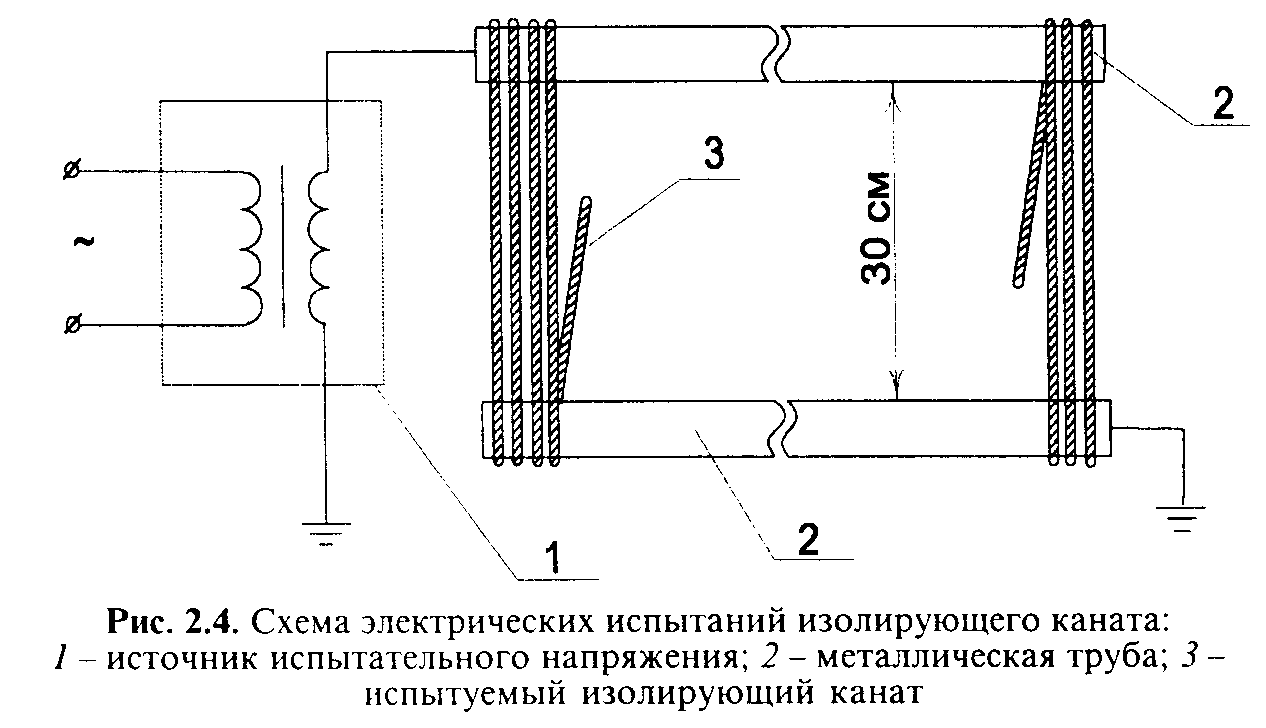 2
3
30 см
~
2
1
Рис. 2.4. Схема электрических испытаний изолирующего каната:
1 – источник испытательного напряжения; 2 – металлическая труба; 3 –
испытуемый изолирующий канат